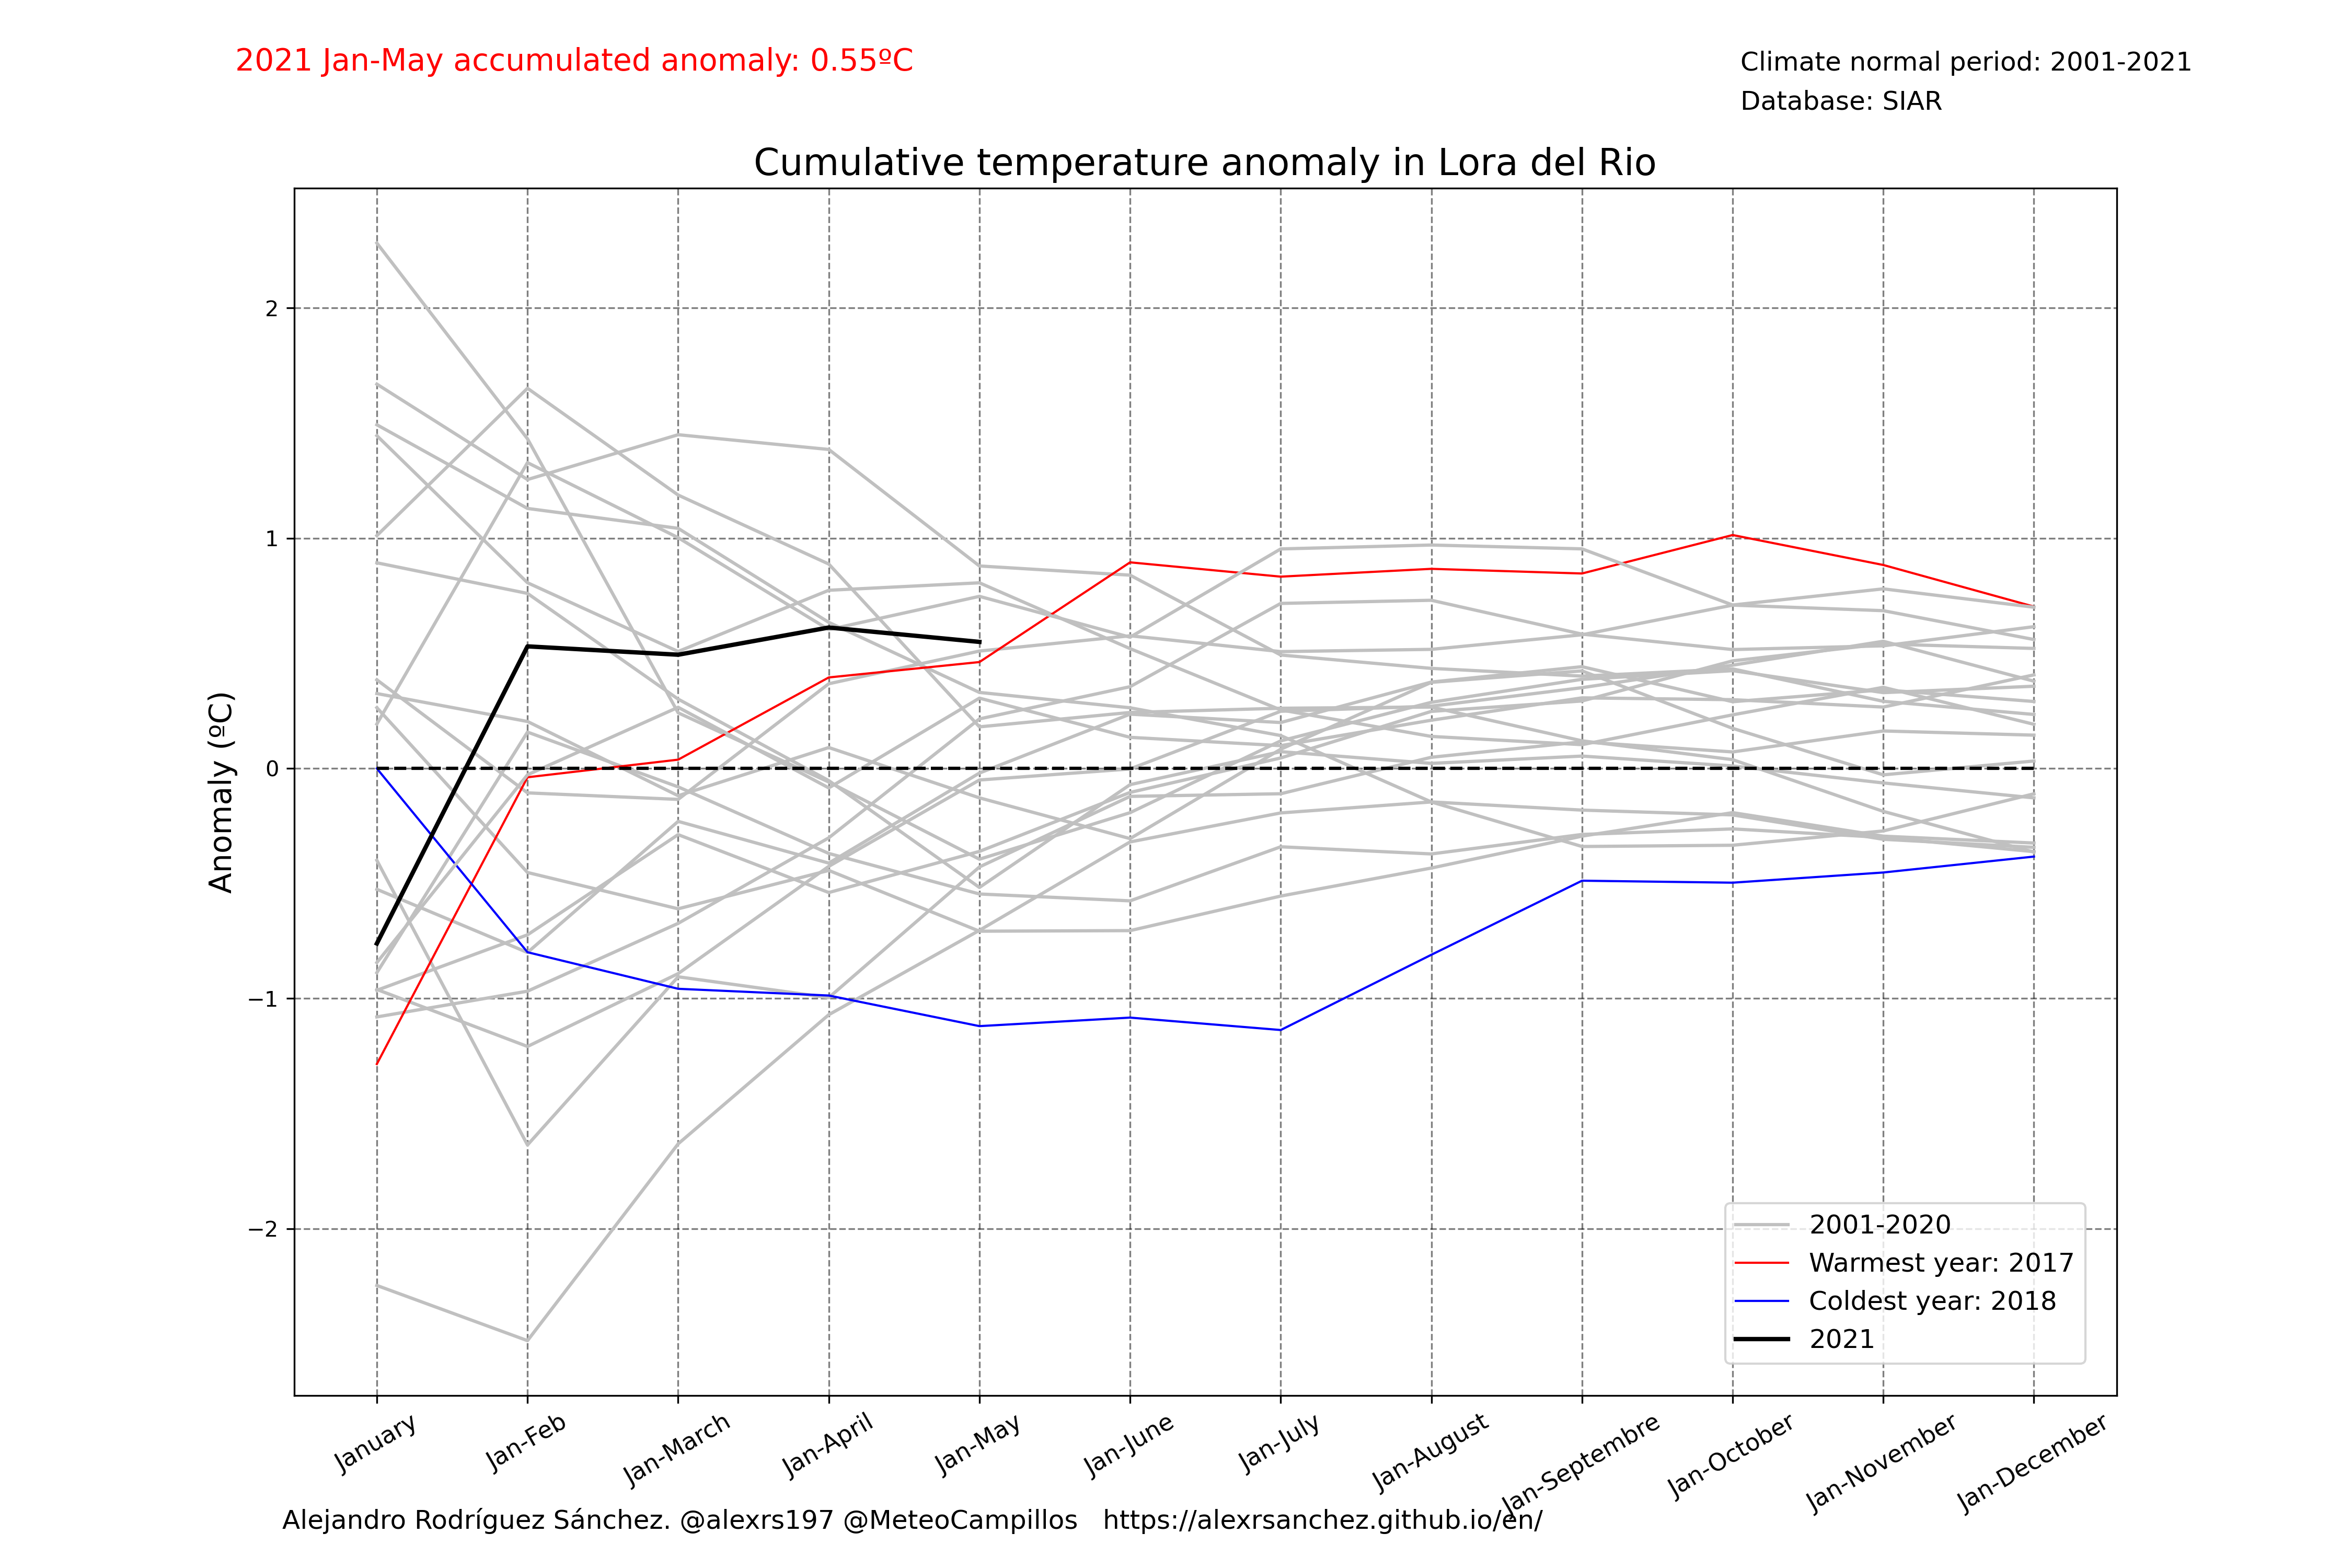 2021 Jan-May accumulated anomaly: 0.55ºC
Climate normal period: 2001-2021
Database: SIAR
Cumulative temperature anomaly in Lora del Rio
Anomaly (ºC)
2
1
0
−1
−2
2001-2020
Warmest year: 2017
Coldest year: 2018
2021
January
Jan-Feb
Jan-March
Jan-April
Jan-May
Jan-June
Jan-July
Jan-August
Jan-Septembre
Jan-October
Jan-November
Jan-December
Alejandro Rodríguez Sánchez. @alexrs197 @MeteoCampillos   https://alexrsanchez.github.io/en/